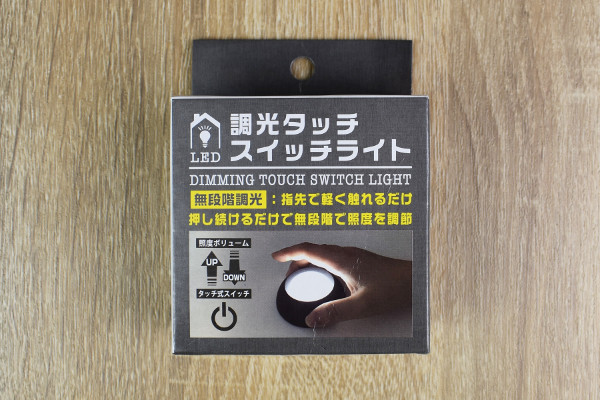 調光タッチ
スイッチライト
LED
DIMMING TOUCH SWITCH LIGHT
無段階調光:指先で軽く触れるだけ
押し続けるだけで無段階で照度を調節
照度ボリューム
UP
DOWN
タッチ式スイッチ